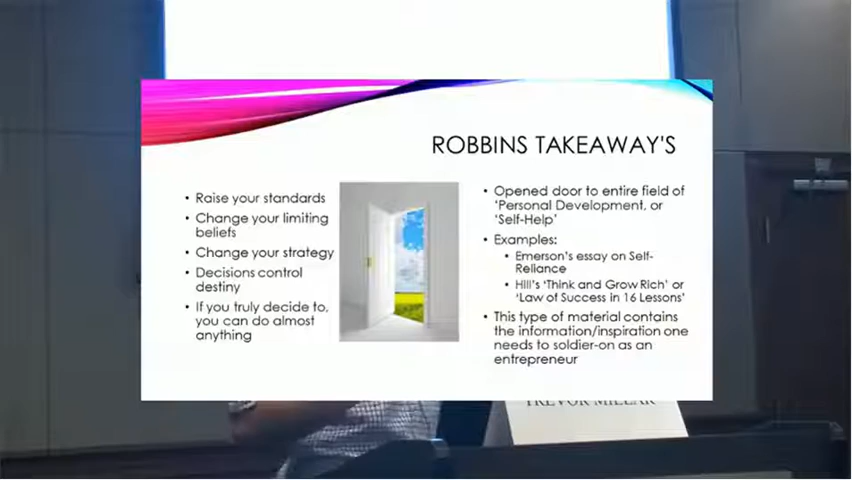 ROBBINS TAKEAWAY'S
• Raise your standards
• Change your limiting
beliefs
• Change your strategy
• Decisions control
destiny
• If you truly decide to,
you can do almost
anything
• Opened door to entire field of
'Personal Development, or
'Self-Help'
• Examples:
• Emerson's essay on Self-
Reliance
• Hill's 'Think and Grow Rich' or
'Law of Success in 16 Lessons'
• This type of material contains
the information/inspiration one
needs to soldier-on as an
entrepreneur
TREVOR MILLAR